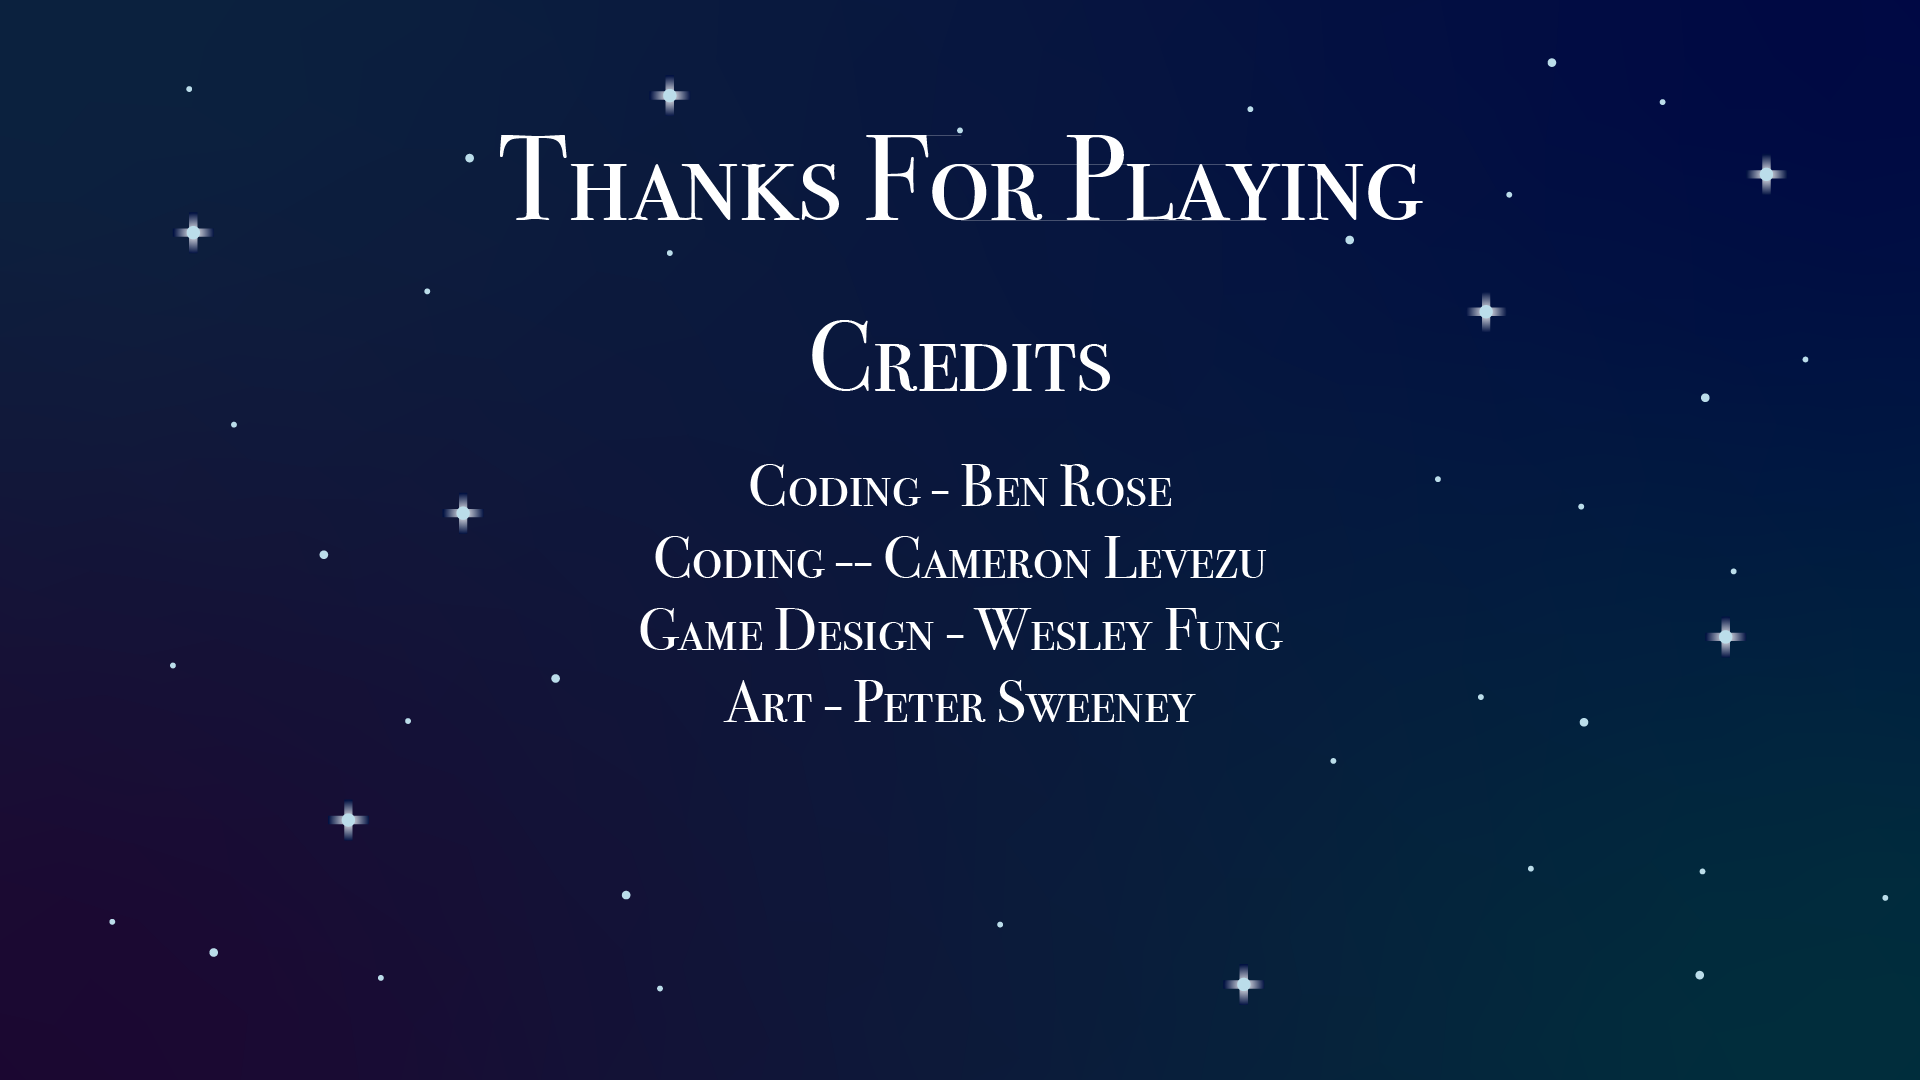 Thanks For Playing
Credits
Coding - Ben Rose
Coding -- Cameron Levezu
Game Design - Wesley Fung
Art - Peter Sweeney